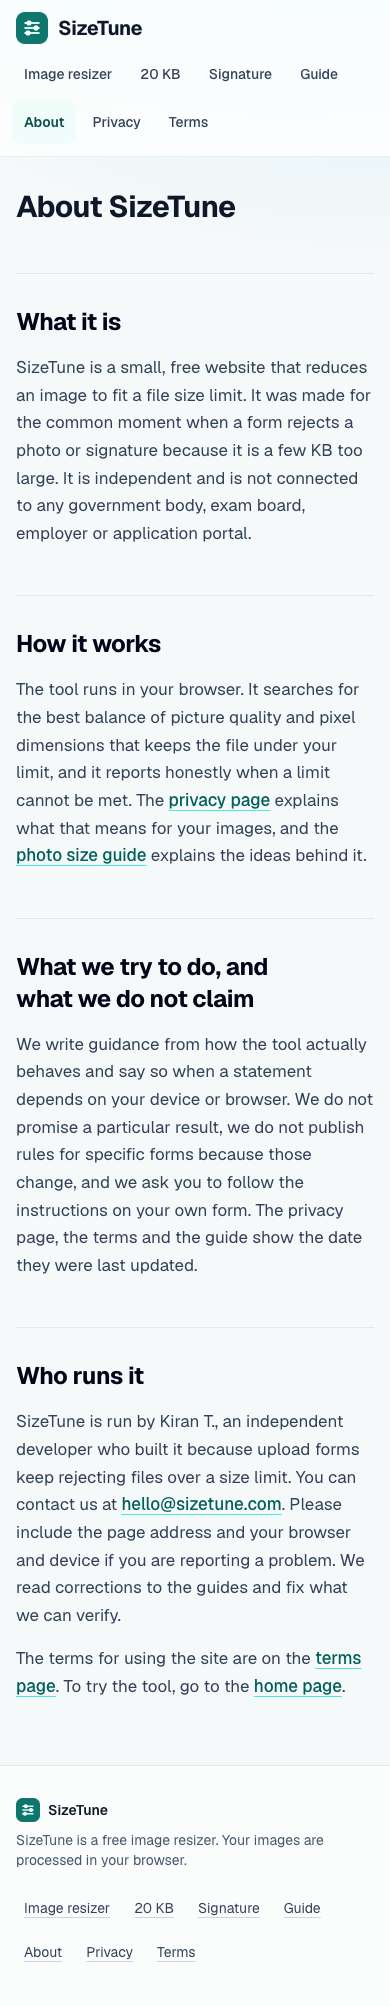 SizeTune
Image resizer 20 KB Signature Guide
About Privacy Terms
About SizeTune
What it is
SizeTune is a small, free website that reduces
an image to fit a file size limit. It was made for
the common moment when a form rejects a
photo or signature because it is a few KB too
large. It is independent and is not connected
to any government body, exam board,
employer or application portal.
How it works
The tool runs in your browser. It searches for
the best balance of picture quality and pixel
dimensions that keeps the file under your
limit, and it reports honestly when a limit
cannot be met. The privacy page explains
what that means for your images, and the
photo size guide explains the ideas behind it.
What we try to do, and
what we do not claim
We write guidance from how the tool actually
behaves and say so when a statement
depends on your device or browser. We do not
promise a particular result, we do not publish
rules for specific forms because those
change, and we ask you to follow the
instructions on your own form. The privacy
page, the terms and the guide show the date
they were last updated.
Who runs it
SizeTune is run by Kiran T., an independent
developer who built it because upload forms
keep rejecting files over a size limit. You can
contact us at hello@sizetune.com. Please
include the page address and your browser
and device if you are reporting a problem. We
read corrections to the guides and fix what
we can verify.
The terms for using the site are on the terms
page. To try the tool, go to the home page.
SizeTune
SizeTune is a free image resizer. Your images are
processed in your browser.
Image resizer 20 KB Signature Guide
About Privacy Terms